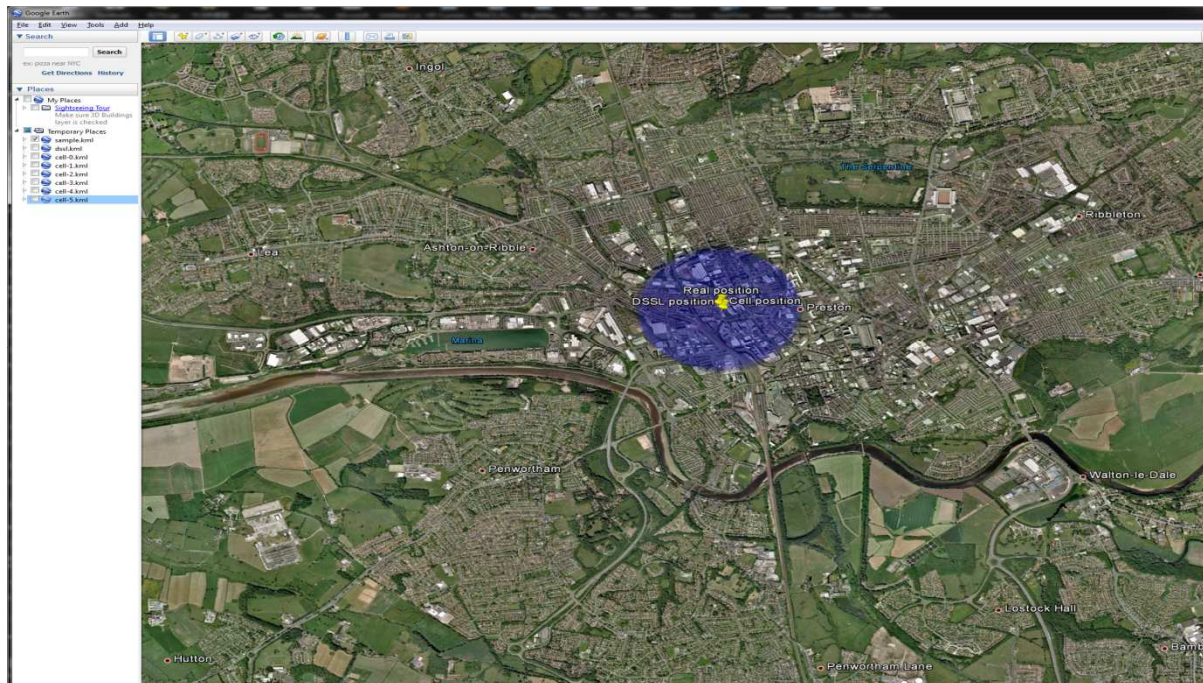 Google Earth
File Edit View Tools Add Help
Search
Search
ex: pizza near NYC
Get Directions History
Places
My Places
Sightseeing Tour
Make sure 3D Buildings
layer is checked
Temporary Places
sample.kml
dssl.kml
cell-0.kml
cell-1.kml
cell-2.kml
cell-3.kml
cell-4.kml
cell-5.kml
Ingol
The Serpentine
Ribbleton
Ashton-on-Ribble
Lea
Real position
DSSL position
Cell position
Preston
Marina
Penwortham
Walton-le-Dale
Lostock Hall
Bamb
Hutton
Penwortham Lane